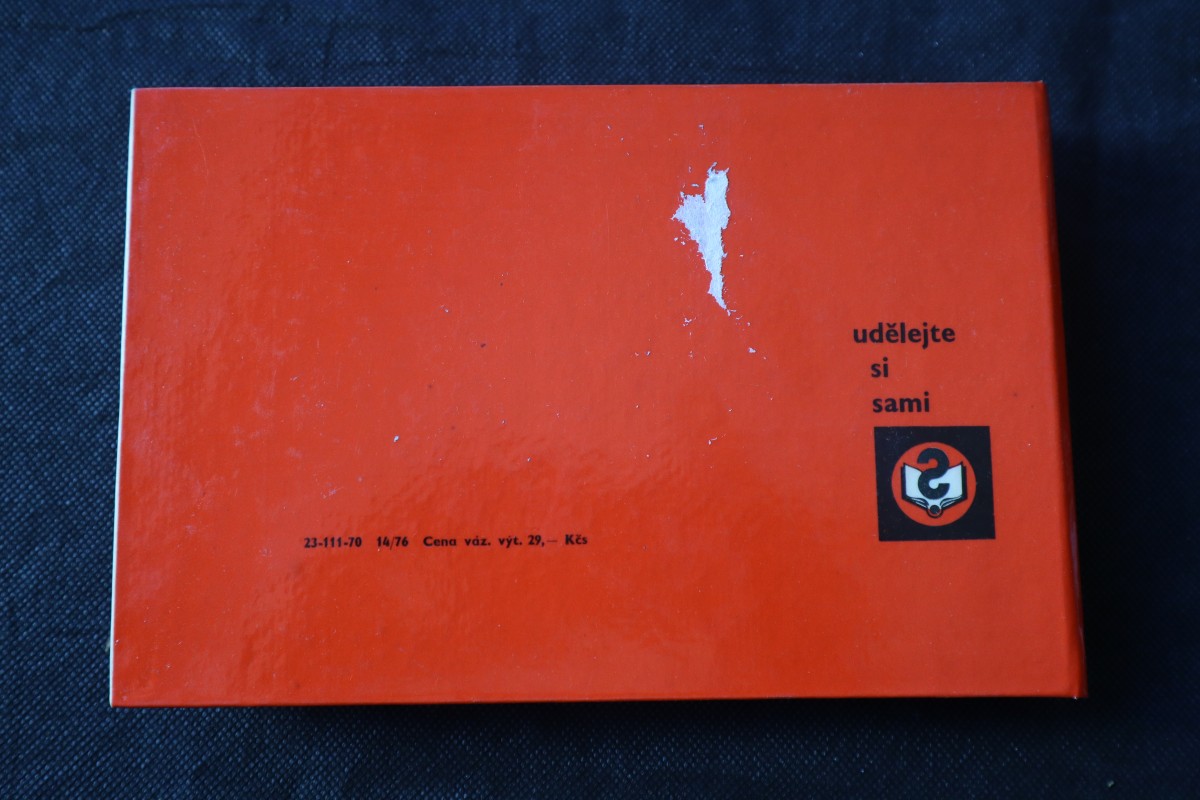 udělejte
si
sami
23-111-70 14/76 Cena váz. výt. 29,— Kčs